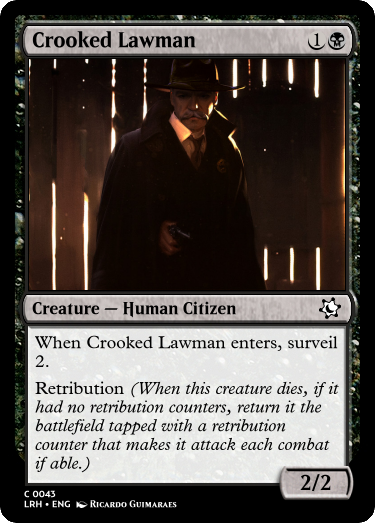 Crooked Lawman 1
Creature — Human Citizen
When Crooked Lawman enters, surveil
2.
Retribution (When this creature dies, if it
had no retribution counters, return it the
battlefield tapped with a retribution
counter that makes it attack each combat
if able.)
2/2
C 0043
LRH • ENG Ricardo Guimaraes